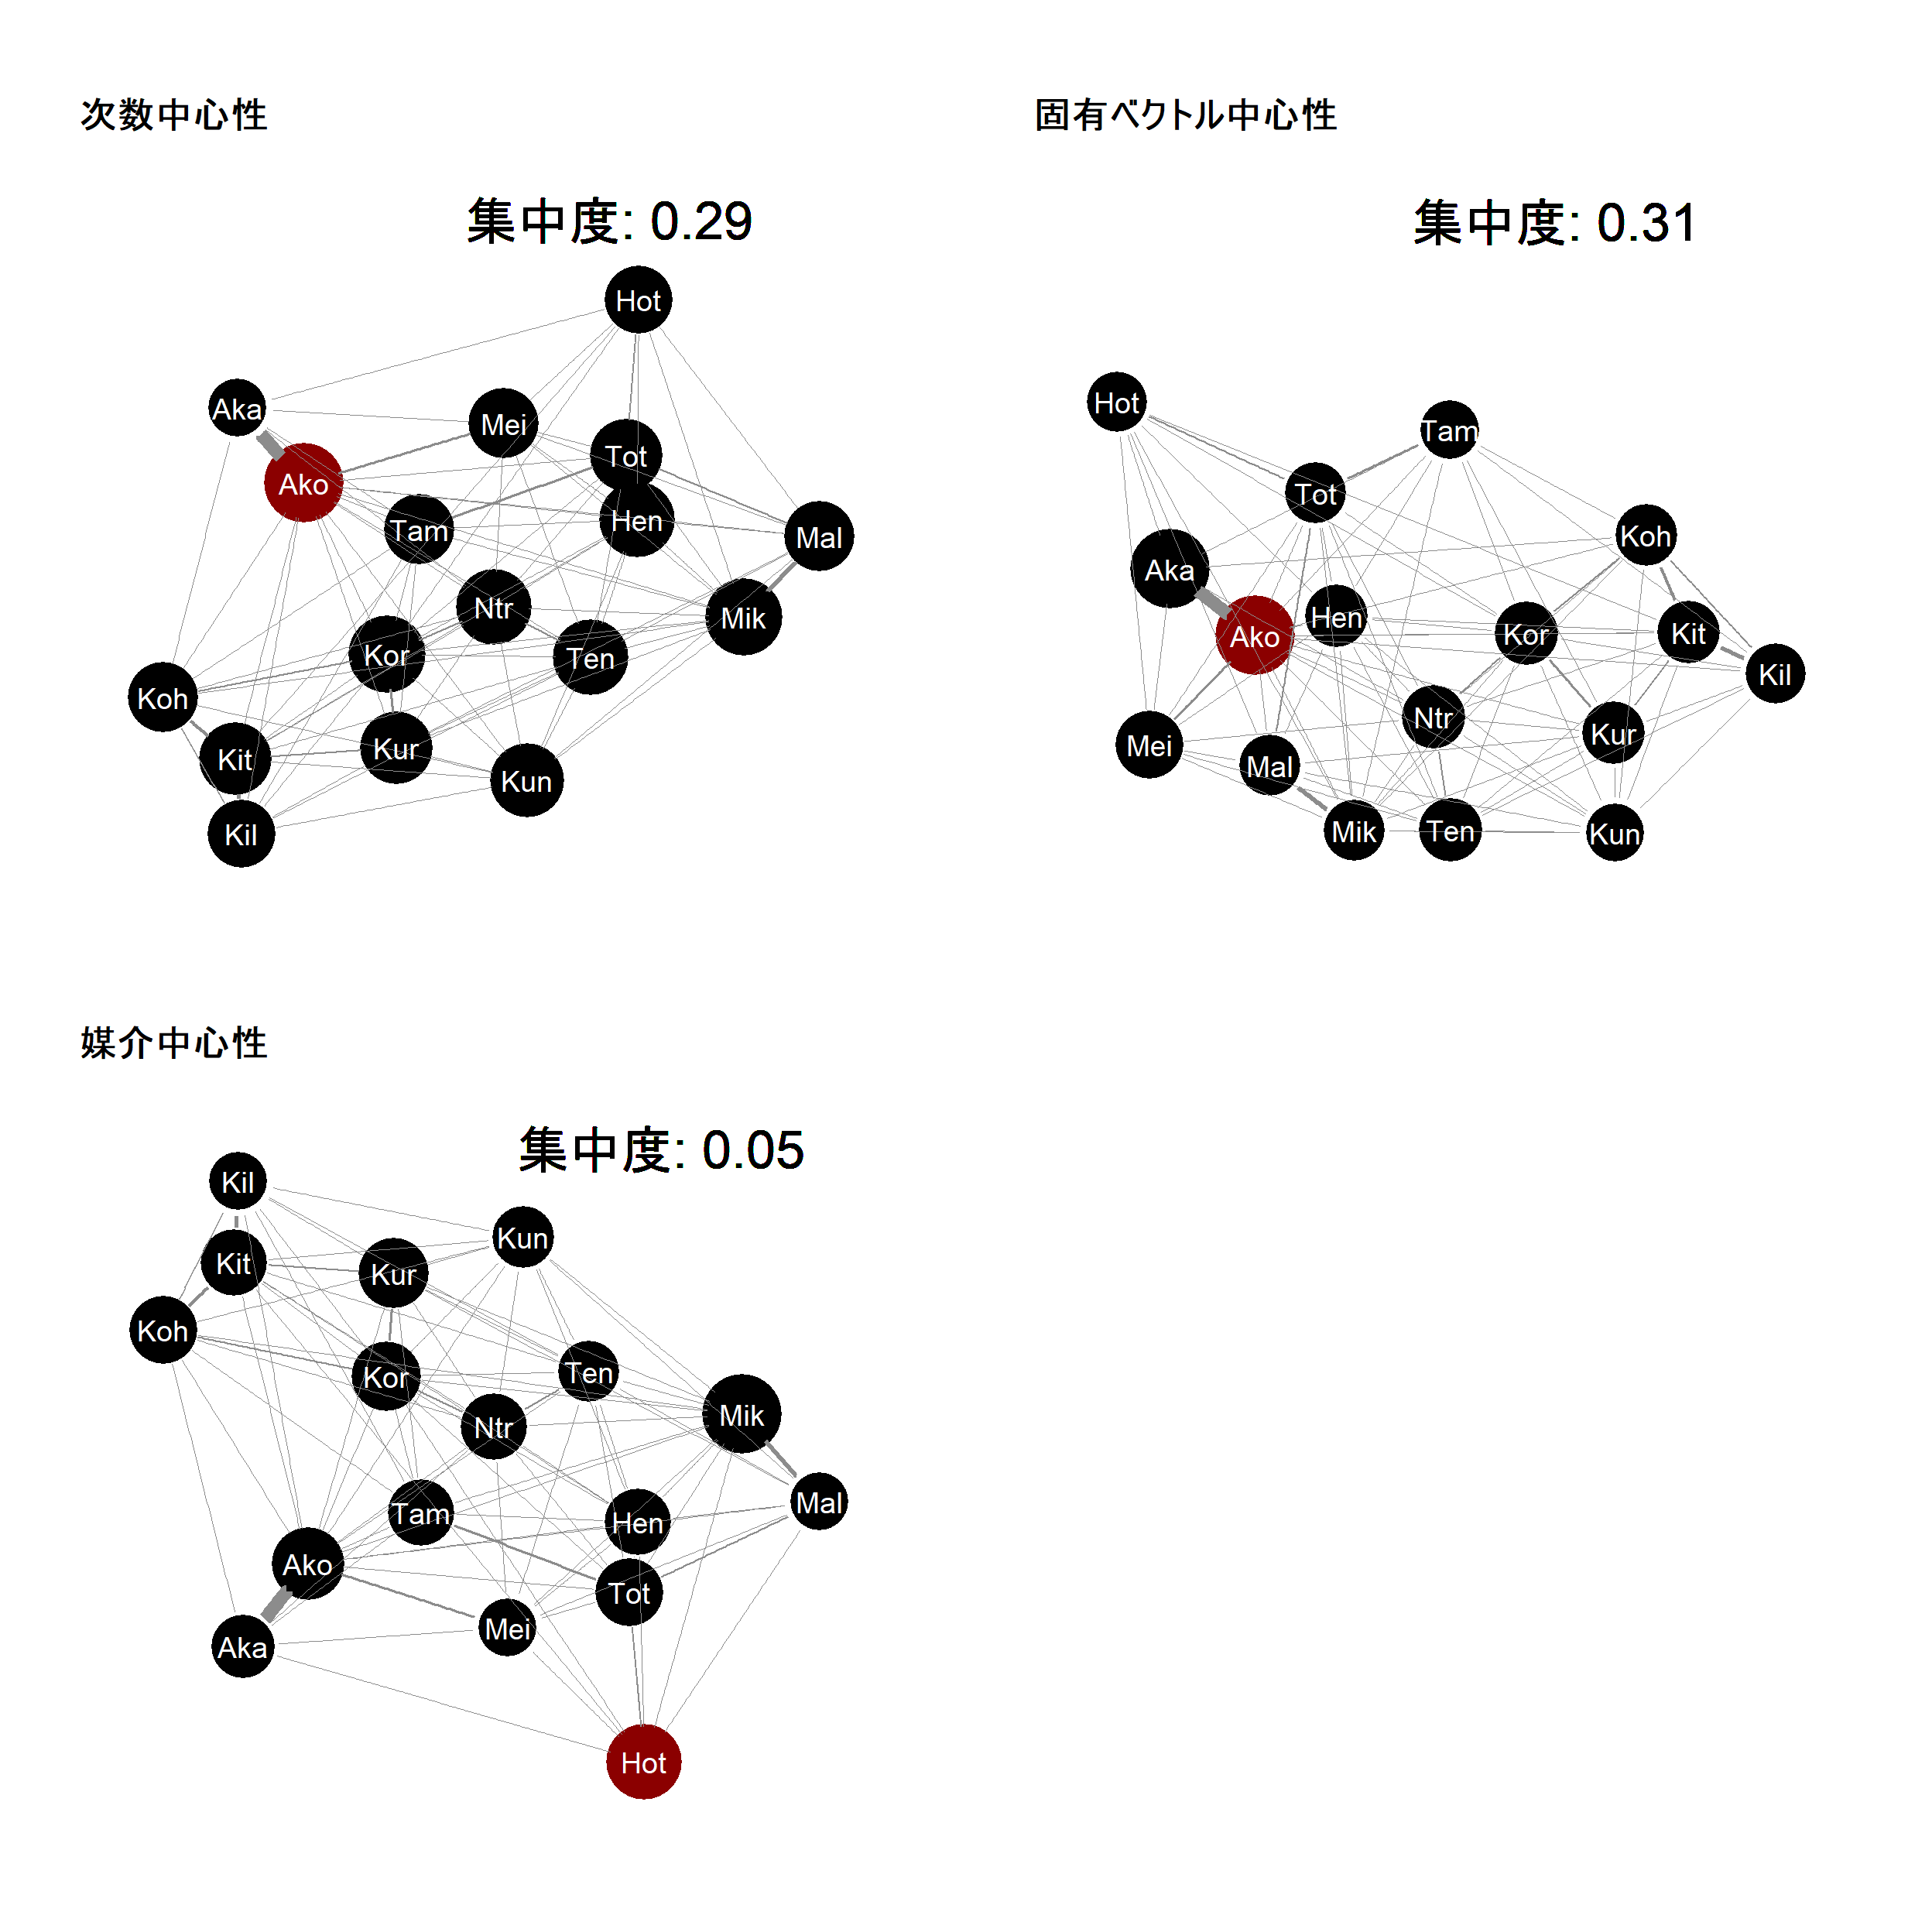 次数中心性
集中度: 0.29
Hot
Aka
Mei
Ako
Tot
Tam
Hen
Mal
Ntr
Mik
Kor
Ten
Koh
Kit
Kur
Kun
Kil
固有ベクトル中心性
集中度: 0.31
Hot
Tam
Tot
Koh
Aka
Hen
Ako
Kor
Kit
Kil
Ntr
Kur
Mei
Mal
Mik
Ten
Kun
媒介中心性
集中度: 0.05
Kil
Kun
Kit
Kur
Koh
Kor
Ten
Mik
Ntr
Mal
Tam
Hen
Ako
Tot
Mei
Aka
Hot